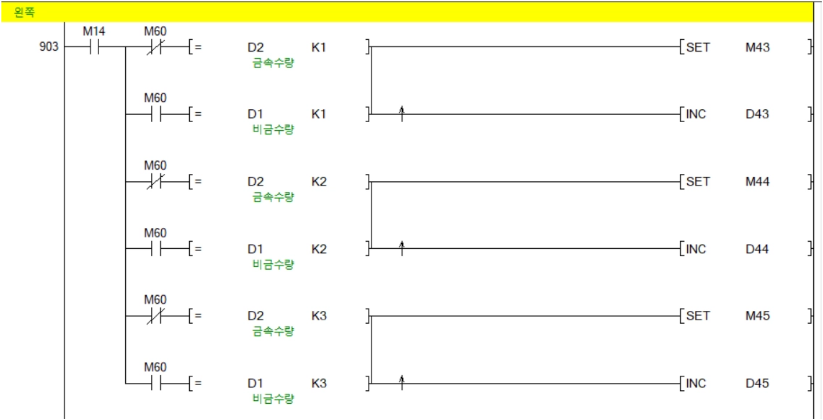 왼쪽
M14 M60
903 = D2 K1 SET M43
금속수량
M60
= D1 K1 INC D43
비금수량
M60
= D2 K2 SET M44
금속수량
M60
= D1 K2 INC D44
비금수량
M60
= D2 K3 SET M45
금속수량
M60
= D1 K3 INC D45
비금수량